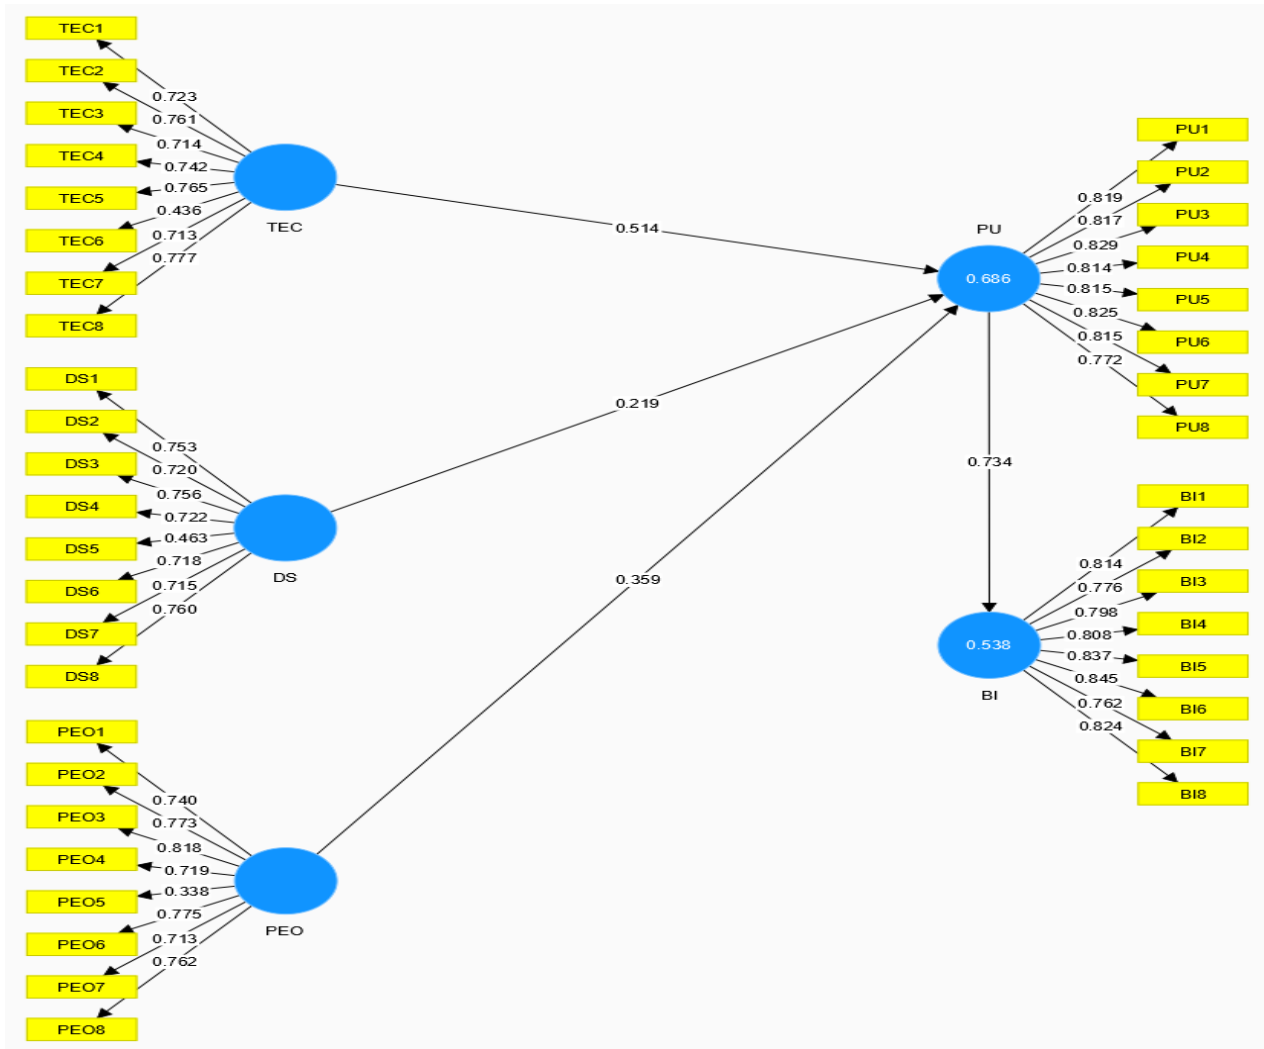 TEC1
TEC2
TEC3
TEC4
TEC5
TEC6
TEC7
TEC8
0.723
0.761
0.714
0.742
0.765
0.436
0.713
0.777
TEC
DS1
DS2
DS3
DS4
DS5
DS6
DS7
DS8
0.753
0.720
0.756
0.722
0.463
0.718
0.715
0.760
DS
PEO1
PEO2
PEO3
PEO4
PEO5
PEO6
PEO7
PEO8
0.740
0.773
0.818
0.719
0.338
0.775
0.713
0.762
PEO
0.514
0.219
0.359
PU
0.686
0.734
0.538
BI
0.819
0.817
0.829
0.814
0.815
0.825
0.815
0.772
PU1
PU2
PU3
PU4
PU5
PU6
PU7
PU8
0.814
0.776
0.798
0.808
0.837
0.845
0.762
0.824
BI1
BI2
BI3
BI4
BI5
BI6
BI7
BI8